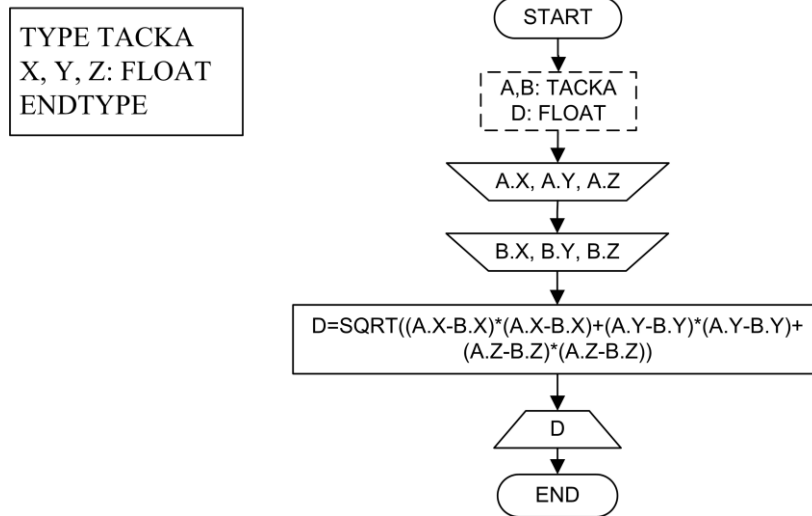 TYPE TACKA
X, Y, Z: FLOAT
ENDTYPE
START
A,B: TACKA
D: FLOAT
A.X, A.Y, A.Z
B.X, B.Y, B.Z
D=SQRT((A.X-B.X)*(A.X-B.X)+(A.Y-B.Y)*(A.Y-B.Y)+
(A.Z-B.Z)*(A.Z-B.Z))
D
END